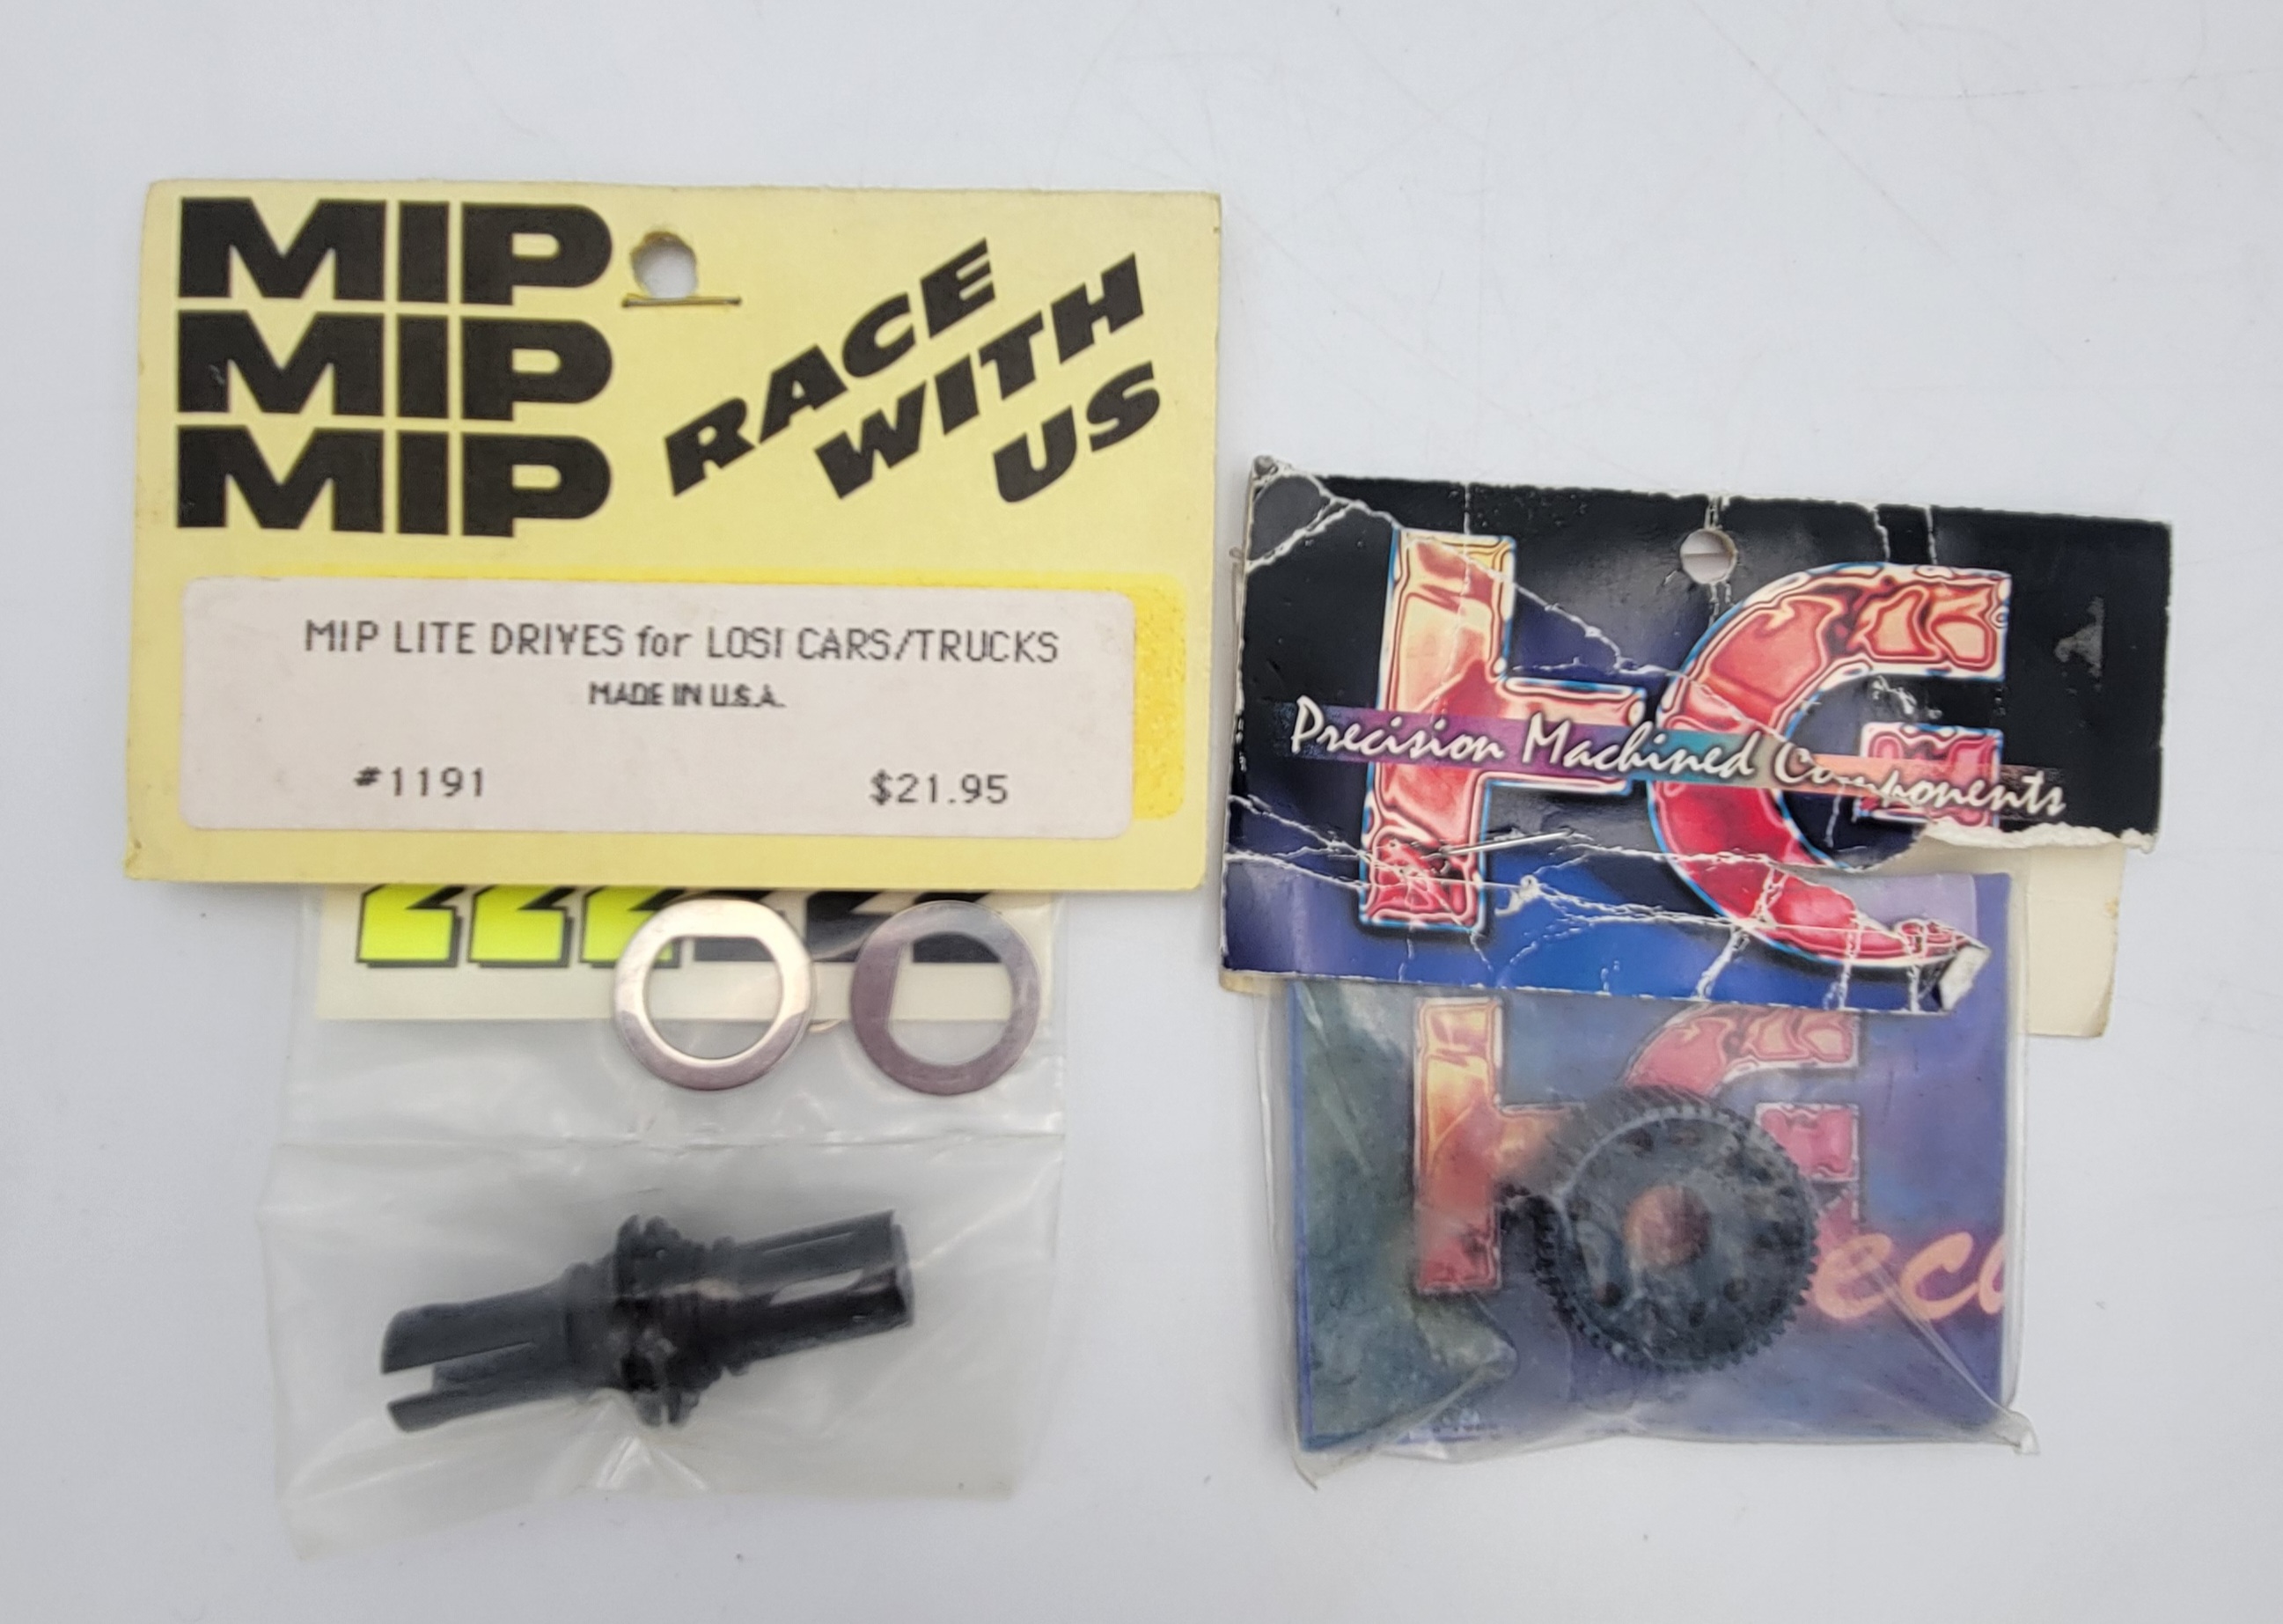 MIP
MIP
MIP
RACE
WITH
US
MIP LITE DRIVES for LOSI CARS/TRUCKS
MADE IN U.S.A.
#1191 $21.95
Precision Machined Components